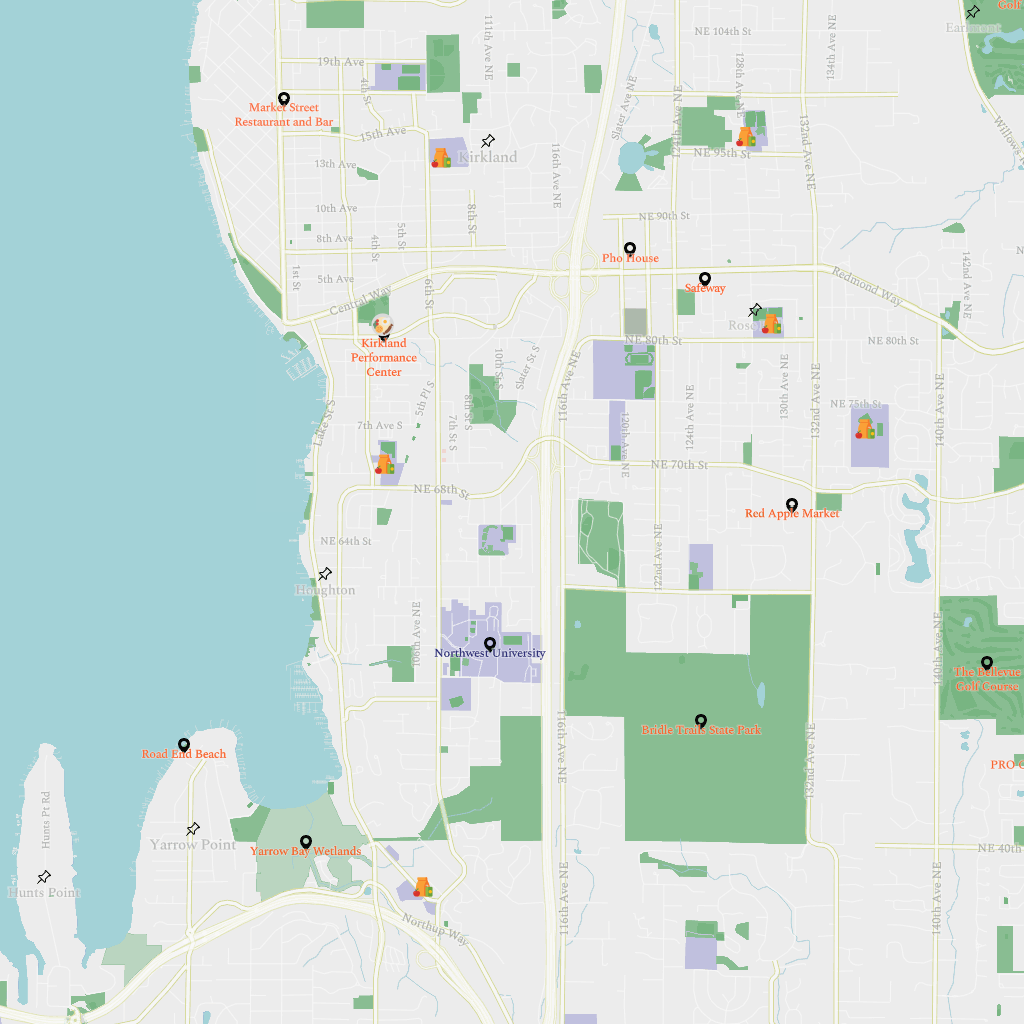 Golf
Earlmont
NE 104th St
111th Ave NE
134th Ave NE
19th Ave
128th Ave NE
4th St
Slater Ave NE
Market Street
Restaurant and Bar
15th Ave
Willows
132nd Ave NE
NE 95th St
Kirkland
13th Ave
116th Ave NE
10th Ave
8th St
NE 90th St
8th Ave
5th St
4th St
Pho House
142nd Ave NE
5th Ave
1st St
6th St
Central Way
Redmond Way
Safeway
Kirkland
Performance
Center
NE 80th St
NE 80th St
10th St S
Slater St S
116th Ave NE
130th Ave NE
132nd Ave NE
140th Ave NE
5th Pl S
8th St S
7th St S
Lake St S
7th Ave S
124th Ave NE
120th Ave NE
NE 75th St
NE 70th St
NE 68th St
Red Apple Market
NE 64th St
122nd Ave NE
Houghton
106th Ave NE
140th Ave NE
Northwest University
The Bellevue
Golf Course
Bridle Trails State Park
116th Ave NE
132nd Ave NE
Road End Beach
PRO
Hunts Pt Rd
Yarrow Point
Yarrow Bay Wetlands
NE 40th
Hunts Point
116th Ave NE
140th Ave NE
Northup Way